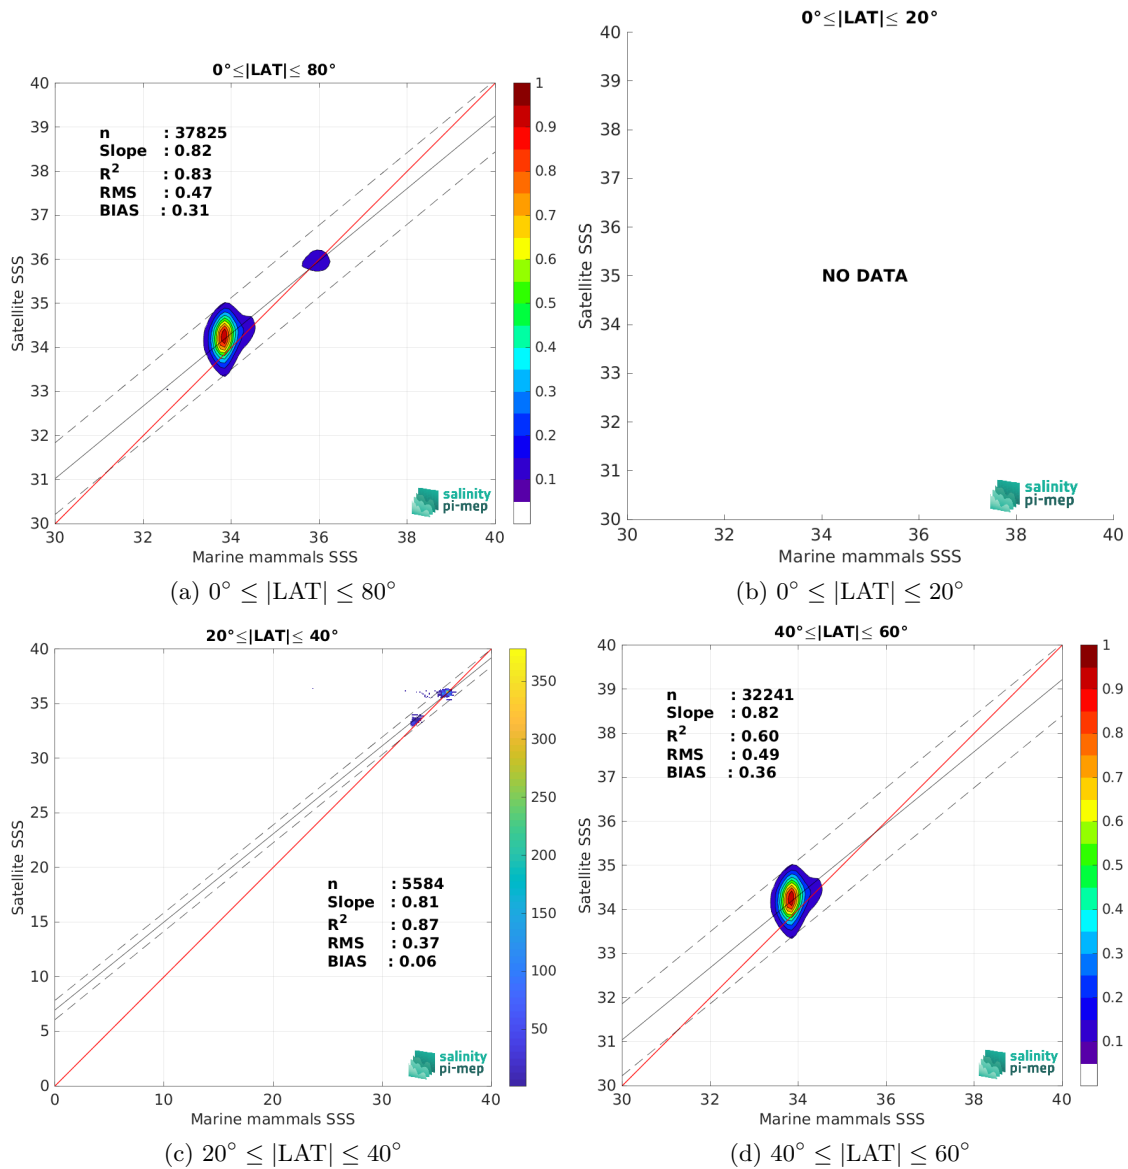 0°≤|LAT|≤ 80°
40
39
38
37
36
35
34
33
32
31
30
n : 37825
Slope : 0.82
R² : 0.83
RMS : 0.47
BIAS : 0.31
Satellite SSS
30 32 34 36 38 40
Marine mammals SSS
salinity
pi-mep
1
0.9
0.8
0.7
0.6
0.5
0.4
0.3
0.2
0.1
(a) 0° ≤ |LAT| ≤ 80°
0°≤|LAT|≤ 20°
40
39
38
37
36
35
34
33
32
31
30
NO DATA
Satellite SSS
30 32 34 36 38 40
Marine mammals SSS
salinity
pi-mep
(b) 0° ≤ |LAT| ≤ 20°
20°≤|LAT|≤ 40°
40
35
30
25
20
15
10
5
0
n : 5584
Slope : 0.81
R² : 0.87
RMS : 0.37
BIAS : 0.06
Satellite SSS
0 10 20 30 40
Marine mammals SSS
salinity
pi-mep
350
300
250
200
150
100
50
(c) 20° ≤ |LAT| ≤ 40°
40°≤|LAT|≤ 60°
40
39
38
37
36
35
34
33
32
31
30
n : 32241
Slope : 0.82
R² : 0.60
RMS : 0.49
BIAS : 0.36
Satellite SSS
30 32 34 36 38 40
Marine mammals SSS
salinity
pi-mep
1
0.9
0.8
0.7
0.6
0.5
0.4
0.3
0.2
0.1
(d) 40° ≤ |LAT| ≤ 60°